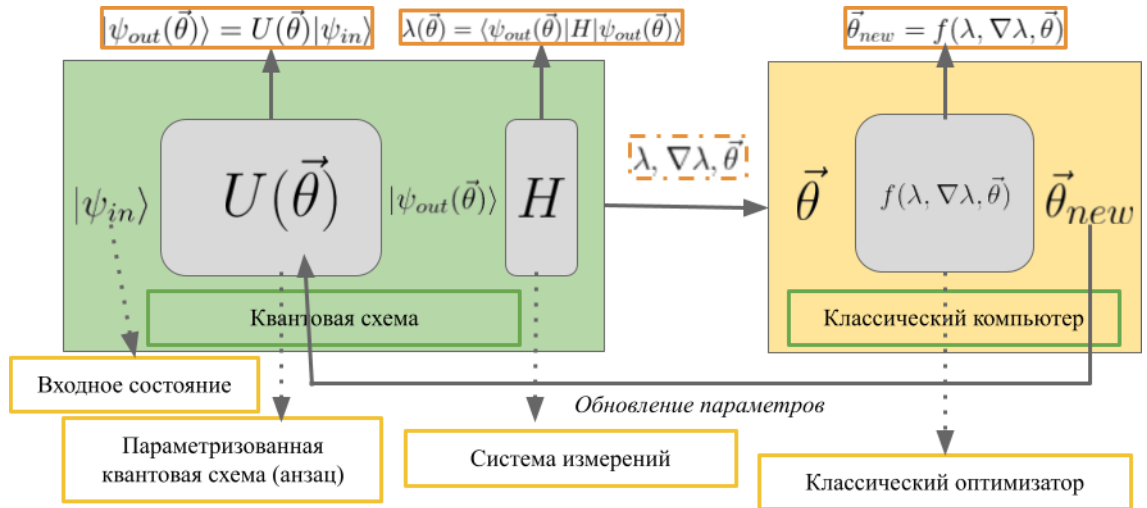 |ψ_out(θ⃗)⟩ = U(θ⃗)|ψ_in⟩
λ(θ⃗) = ⟨ψ_out(θ⃗)|H|ψ_out(θ⃗)⟩
θ⃗_new = f(λ, ∇λ, θ⃗)
|ψ_in⟩
U(θ⃗)
|ψ_out(θ⃗)⟩
H
λ, ∇λ, θ⃗
θ⃗
f(λ, ∇λ, θ⃗)
θ⃗_new
Квантовая схема
Классический компьютер
Входное состояние
Обновление параметров
Параметризованная
квантовая схема (анзац)
Система измерений
Классический оптимизатор